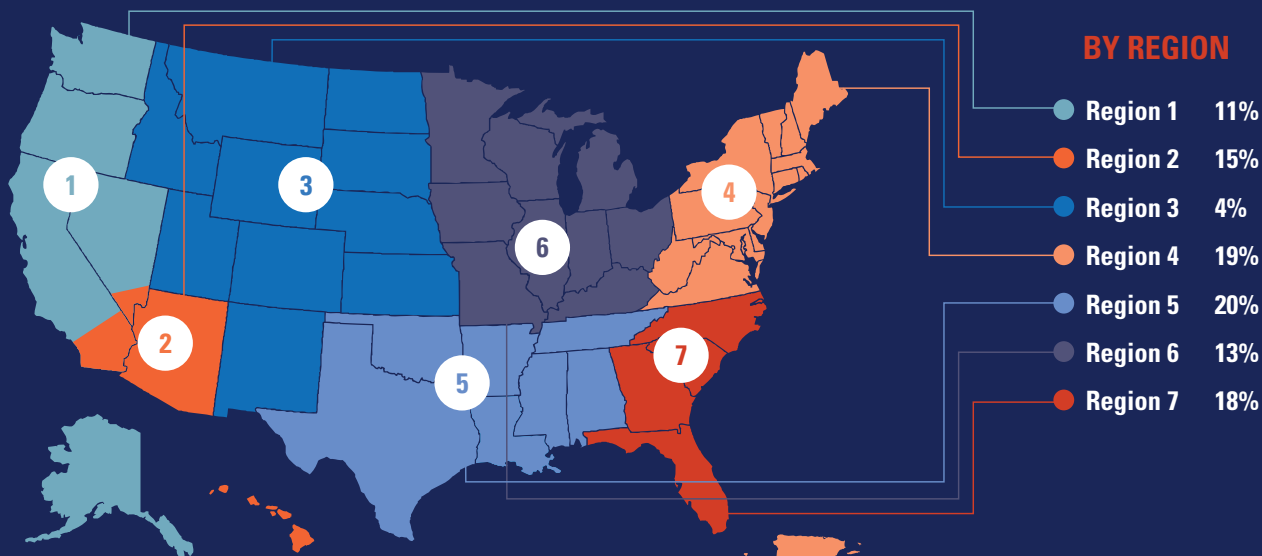 BY REGION
Region 1 11%
Region 2 15%
Region 3 4%
Region 4 19%
Region 5 20%
Region 6 13%
Region 7 18%
1
3
4
6
2
7
5